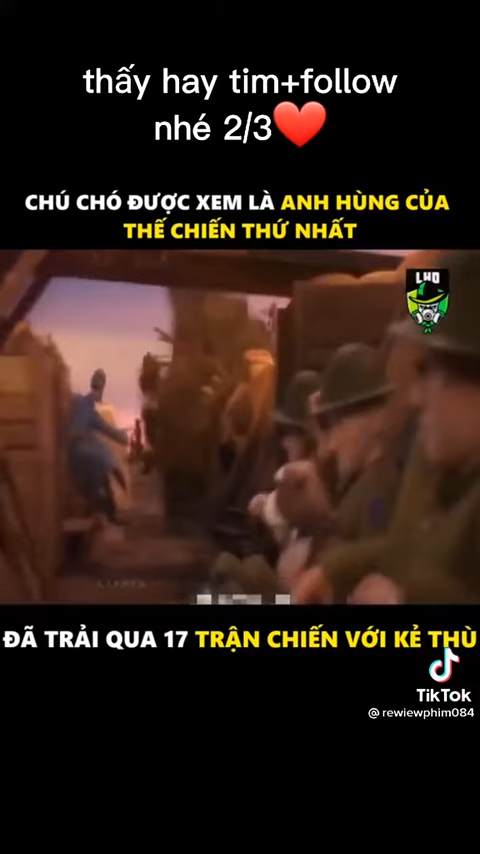 thấy hay tim+follow
nhé 2/3❤️
CHÚ CHÓ ĐƯỢC XEM LÀ ANH HÙNG CỦA
THẾ CHIẾN THỨ NHẤT
LHD
ĐÃ TRẢI QUA 17 TRẬN CHIẾN VỚI KẺ THÙ
TikTok
@rewiewphim084